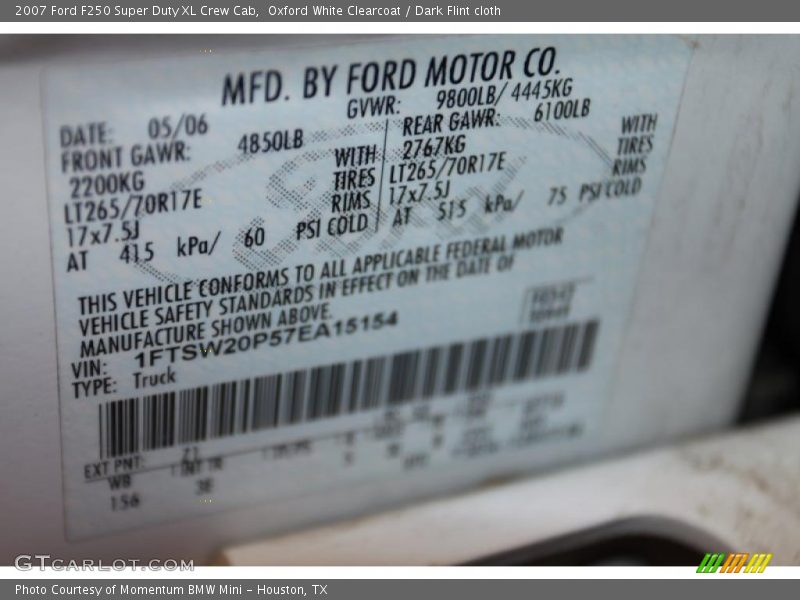 2007 Ford F250 Super Duty XL Crew Cab, Oxford White Clearcoat / Dark Flint cloth
MFD. BY FORD MOTOR CO.
DATE: 05/06 GVWR: 9800LB/ 4445KG
FRONT GAWR: 4850LB REAR GAWR: 6100LB
2200KG WITH 2767KG WITH
LT265/70R17E TIRES LT265/70R17E TIRES
17x7.5J RIMS 17x7.5J RIMS
AT 415 kPa/ 60 PSI COLD AT 515 kPa/ 75 PSI COLD
THIS VEHICLE CONFORMS TO ALL APPLICABLE FEDERAL MOTOR
VEHICLE SAFETY STANDARDS IN EFFECT ON THE DATE OF
MANUFACTURE SHOWN ABOVE.
VIN: 1FTSW20P57EA15154
TYPE: Truck
EXT PNT: Z1
WB INT TR
156 3E
GTCARLOT.COM
Photo Courtesy of Momentum BMW Mini - Houston, TX